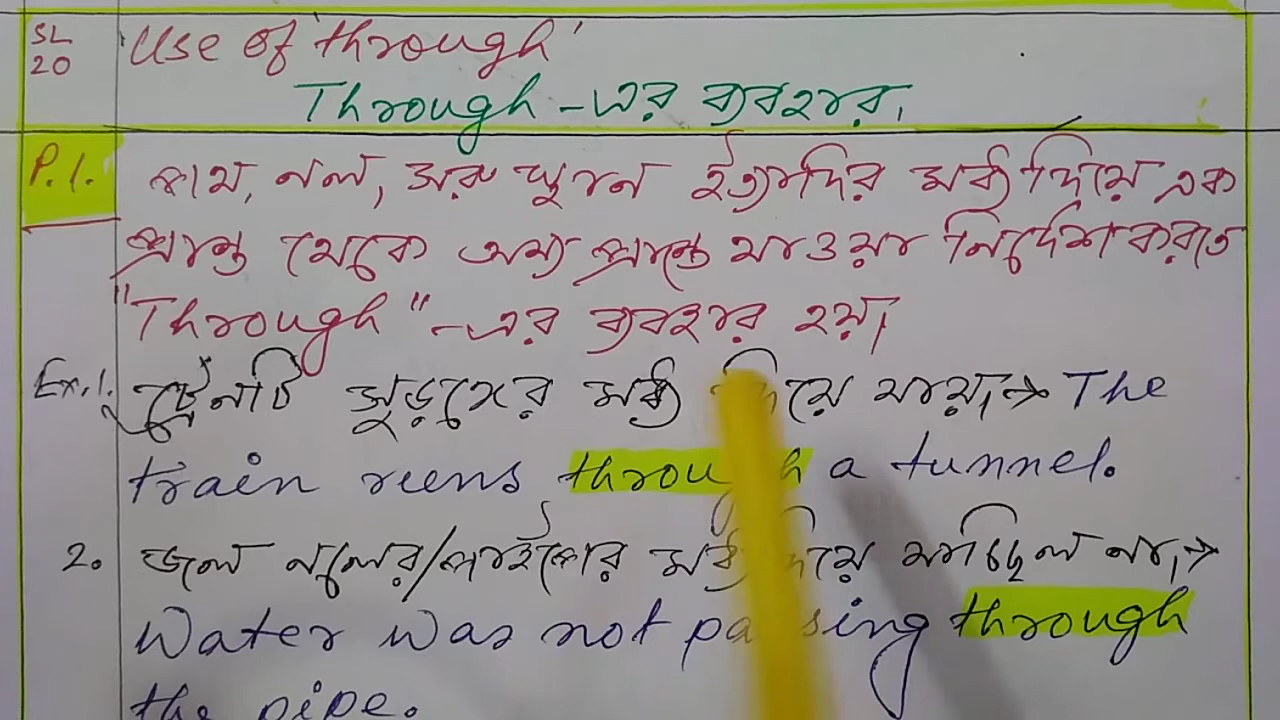 SL 20 'Use of 'through'
Through-এর ব্যবহার।
P.1. পাম, নল, সরু স্থান ইত্যাদির মধ্য দিয়ে এক
প্রান্ত থেকে অন্য প্রান্তে যাওয়া নির্দেশ করতে
"Through"-এর ব্যবহার হয়।
Ex.1. ট্রেনটি সুড়ঙ্গের মধ্য দিয়ে যায়।→ The
train runs through a tunnel.
2. জল নলের/পাইপের মধ্য দিয়ে যাচ্ছিল না।→
Water was not passing through
the pipe.